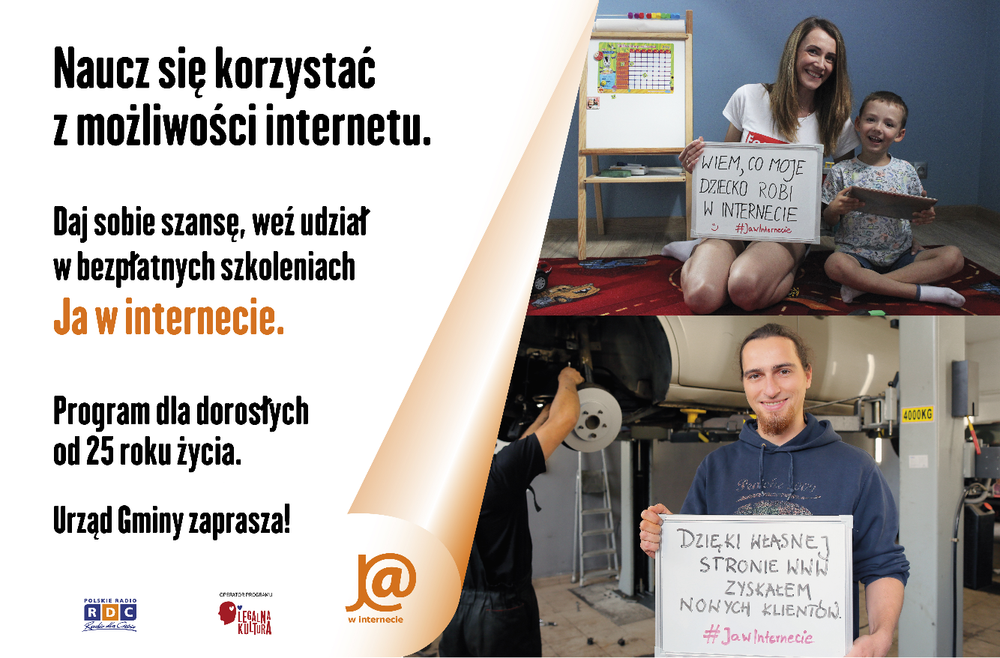 Naucz się korzystać
z możliwości internetu.
Daj sobie szansę, weź udział
w bezpłatnych szkoleniach
Ja w internecie.
Program dla dorosłych
od 25 roku życia.
Urząd Gminy zaprasza!
POLSKIE RADIO
RDC
Radio dla Ciebie
OPERATOR PROGRAMU
LEGALNA
KULTURA
J@
w internecie
WIEM, CO MOJE
DZIECKO ROBI
W INTERNECIE
#JawInternecie
4000KG
DZIĘKI WŁASNEJ
STRONIE WWW
ZYSKAŁEM
NOWYCH KLIENTÓW.
#JawInternecie